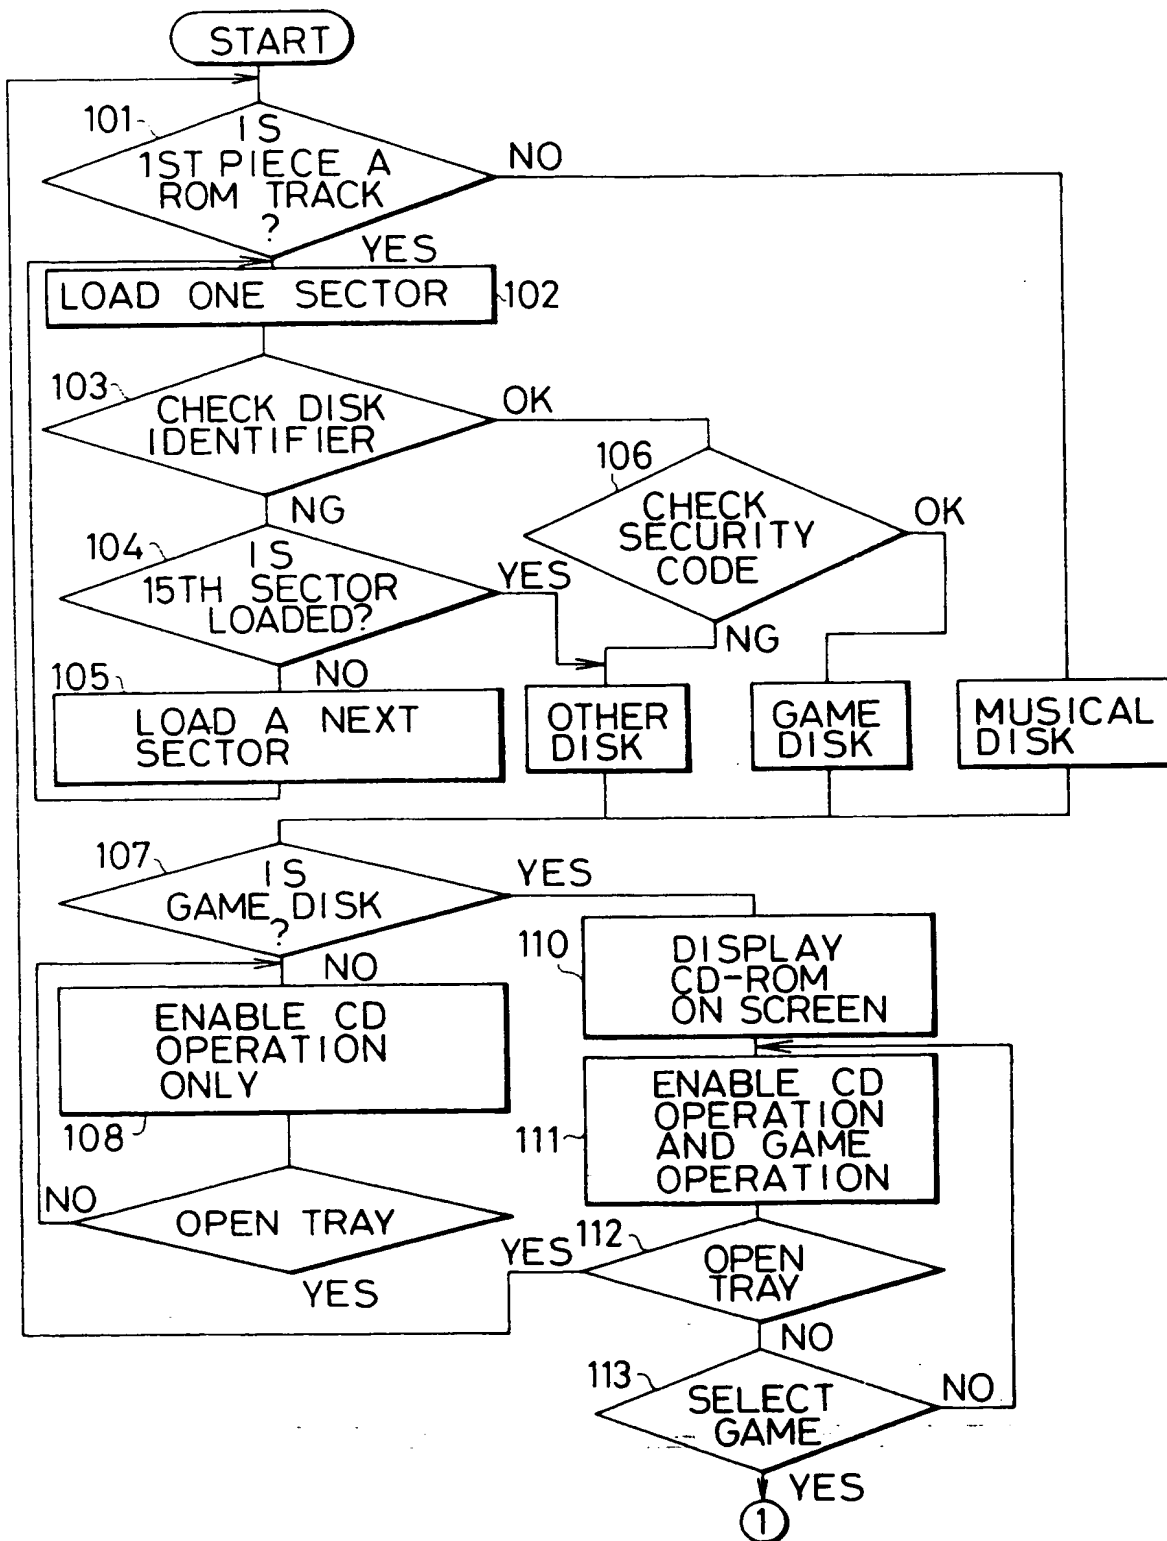 START
101
IS
1ST PIECE A
ROM TRACK
?
NO
YES
LOAD ONE SECTOR
102
103
CHECK DISK
IDENTIFIER
OK
NG
106
CHECK
SECURITY
CODE
OK
NG
104
IS
15TH SECTOR
LOADED?
YES
NO
105
LOAD A NEXT
SECTOR
OTHER
DISK
GAME
DISK
MUSICAL
DISK
107
IS
GAME DISK
?
YES
NO
110
DISPLAY
CD-ROM
ON SCREEN
ENABLE CD
OPERATION
ONLY
108
111
ENABLE CD
OPERATION
AND GAME
OPERATION
NO
OPEN TRAY
YES
112
YES
OPEN
TRAY
NO
113
SELECT
GAME
NO
YES
1